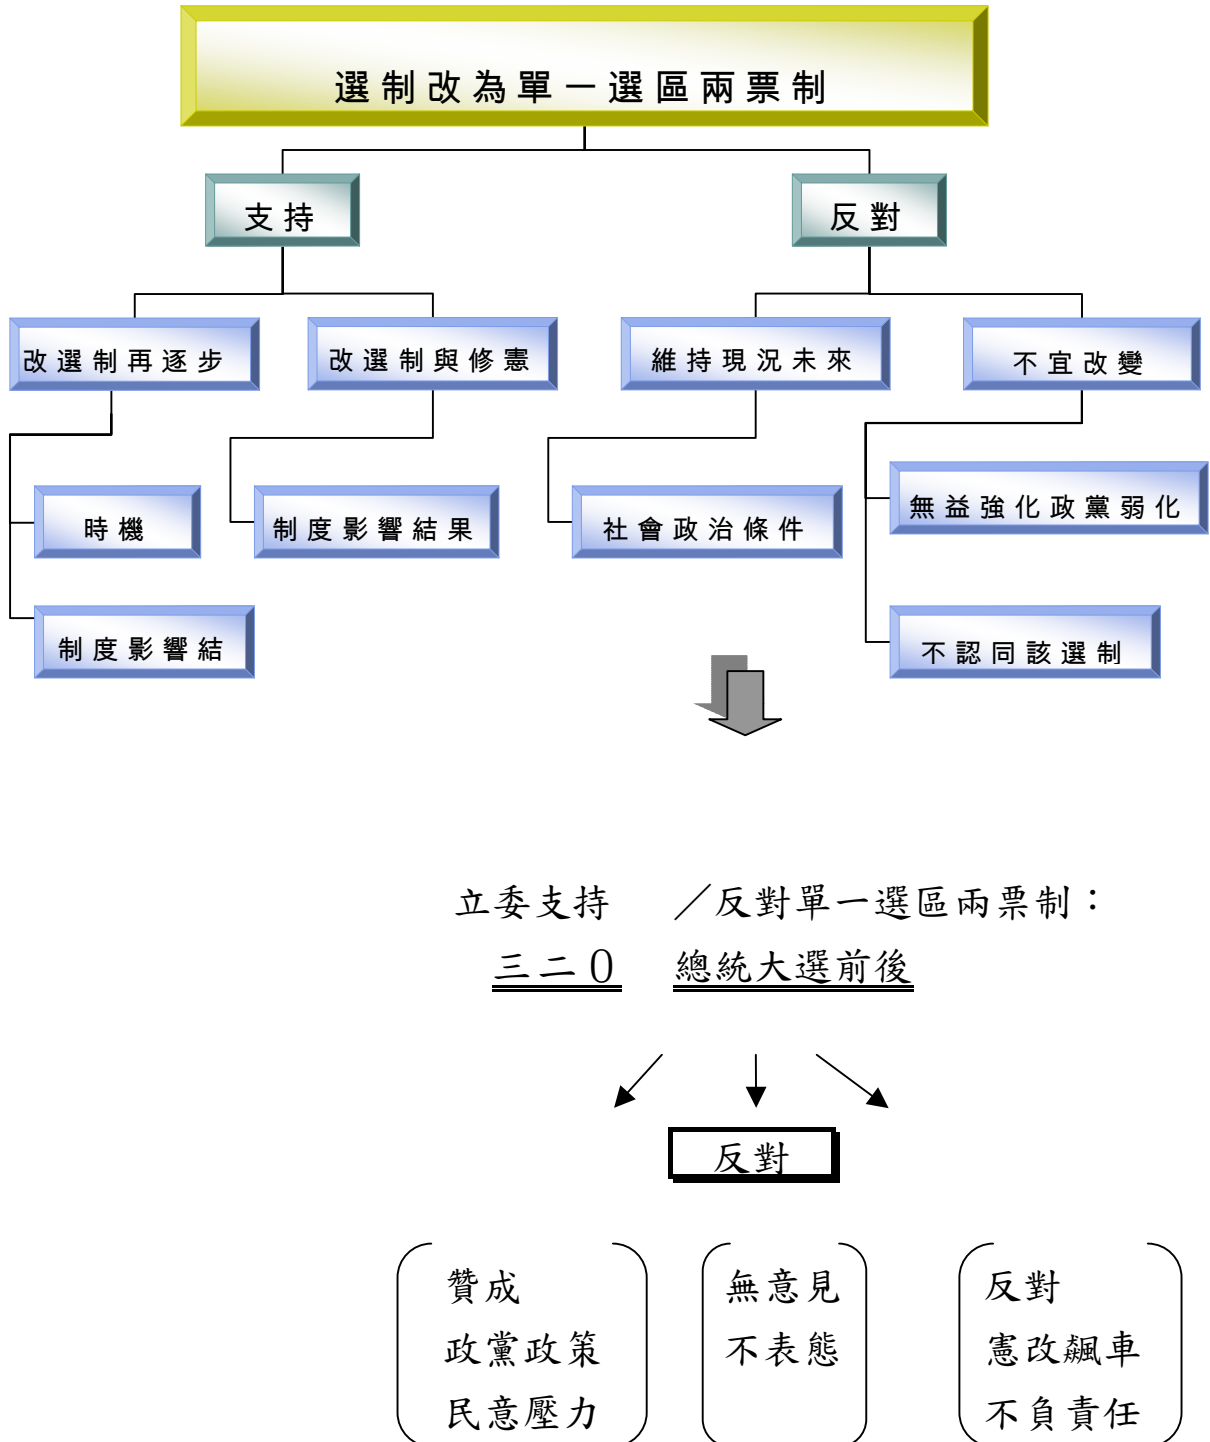 選制改為單一選區兩票制
支持
反對
改選制再逐步
改選制與修憲
維持現況未來
不宜改變
時機
制度影響結果
社會政治條件
無益強化政黨弱化
制度影響結
不認同該選制
立委支持 ／反對單一選區兩票制：
三二0 總統大選前後
反對
贊成
政黨政策
民意壓力
無意見
不表態
反對
憲改飆車
不負責任